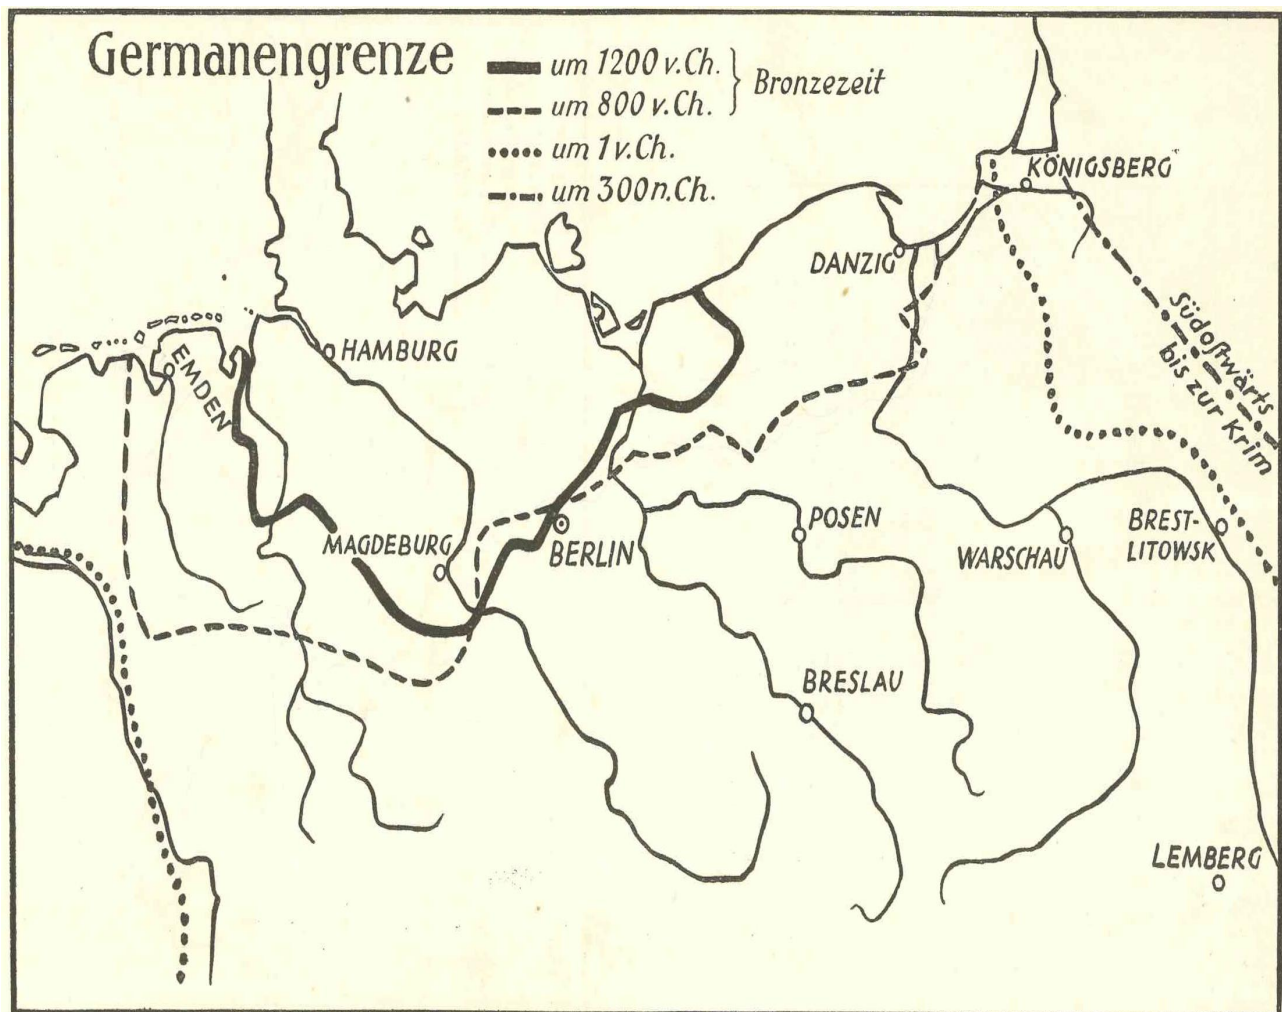 Germanengrenze
um 1200 v.Ch.
um 800 v.Ch.
Bronzezeit
um 1 v.Ch.
um 300 n.Ch.
KÖNIGSBERG
DANZIG
Südoſtwärts
bis zur Krim
HAMBURG
EMDEN
MAGDEBURG
BERLIN
POSEN
WARSCHAU
BREST-
LITOWSK
BRESLAU
LEMBERG